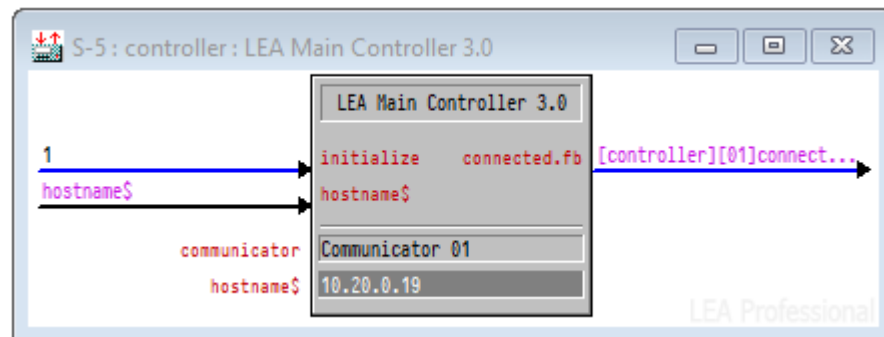 S-5 : controller : LEA Main Controller 3.0
LEA Main Controller 3.0
1
initialize connected.fb [controller][01]connect...
hostname$
hostname$
communicator Communicator 01
hostname$ 10.20.0.19
LEA Professional